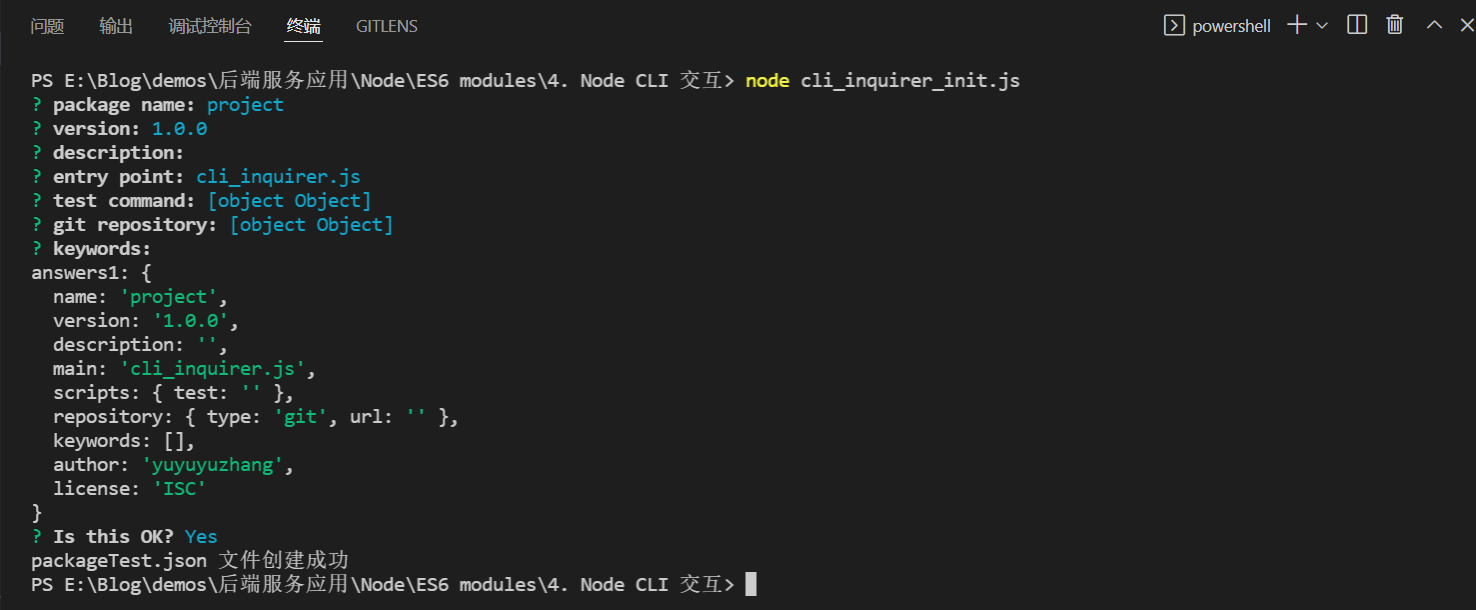 问题 输出 调试控制台 终端 GITLENS powershell
PS E:\Blog\demos\后端服务应用\Node\ES6 modules\4. Node CLI 交互> node cli_inquirer_init.js
? package name: project
? version: 1.0.0
? description:
? entry point: cli_inquirer.js
? test command: [object Object]
? git repository: [object Object]
? keywords:
answers1: {
  name: 'project',
  version: '1.0.0',
  description: '',
  main: 'cli_inquirer.js',
  scripts: { test: '' },
  repository: { type: 'git', url: '' },
  keywords: [],
  author: 'yuyuyuzhang',
  license: 'ISC'
}
? Is this OK? Yes
packageTest.json 文件创建成功
PS E:\Blog\demos\后端服务应用\Node\ES6 modules\4. Node CLI 交互>